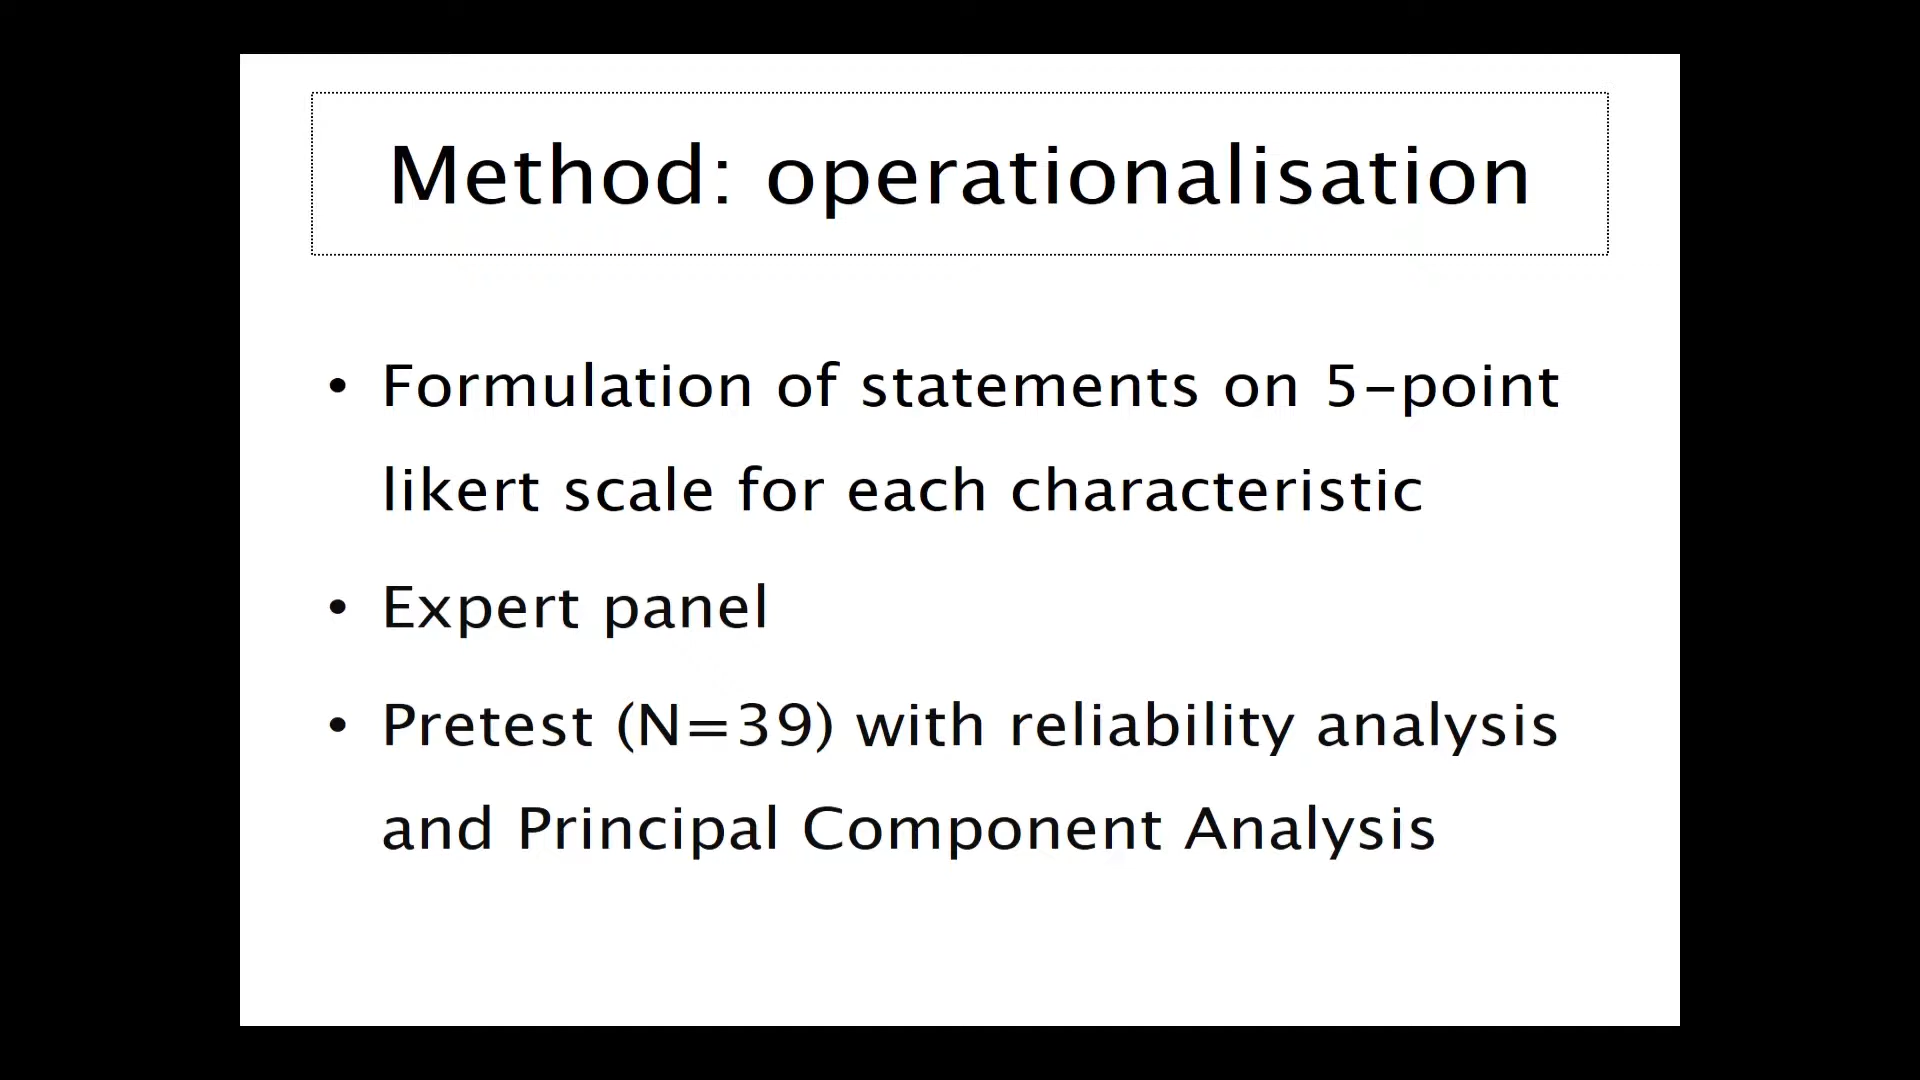 Method: operationalisation
• Formulation of statements on 5-point
likert scale for each characteristic
• Expert panel
• Pretest (N=39) with reliability analysis
and Principal Component Analysis